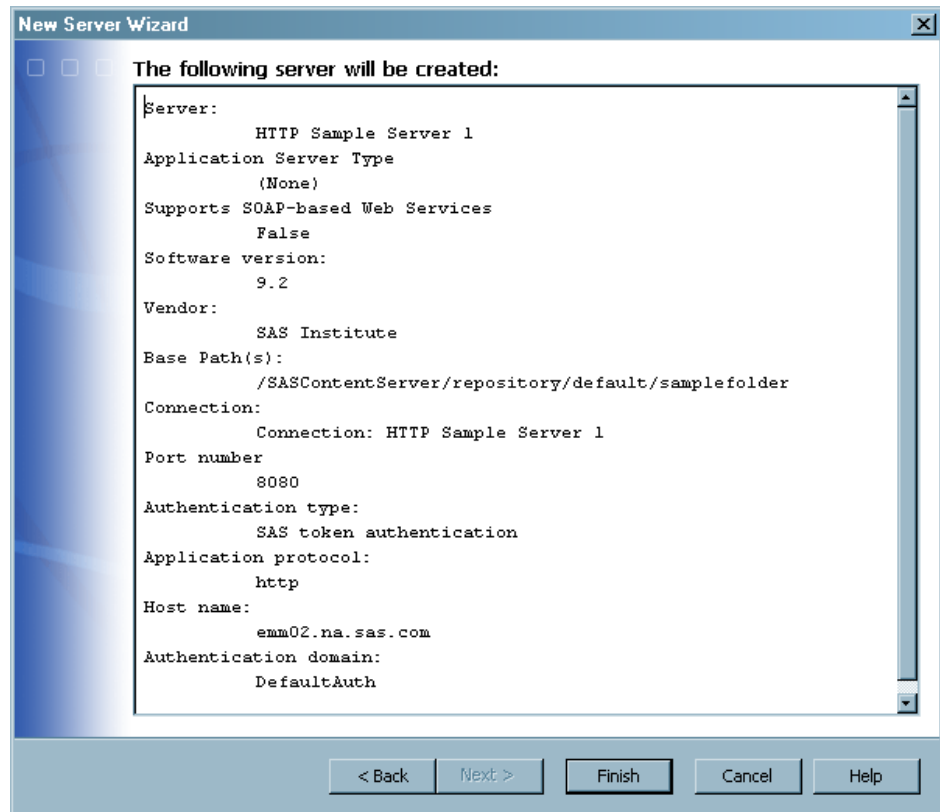 New Server Wizard
The following server will be created:
Server:
HTTP Sample Server 1
Application Server Type
(None)
Supports SOAP-based Web Services
False
Software version:
9.2
Vendor:
SAS Institute
Base Path(s):
/SASContentServer/repository/default/samplefolder
Connection:
Connection: HTTP Sample Server 1
Port number
8080
Authentication type:
SAS token authentication
Application protocol:
http
Host name:
emm02.na.sas.com
Authentication domain:
DefaultAuth
< Back Next > Finish Cancel Help